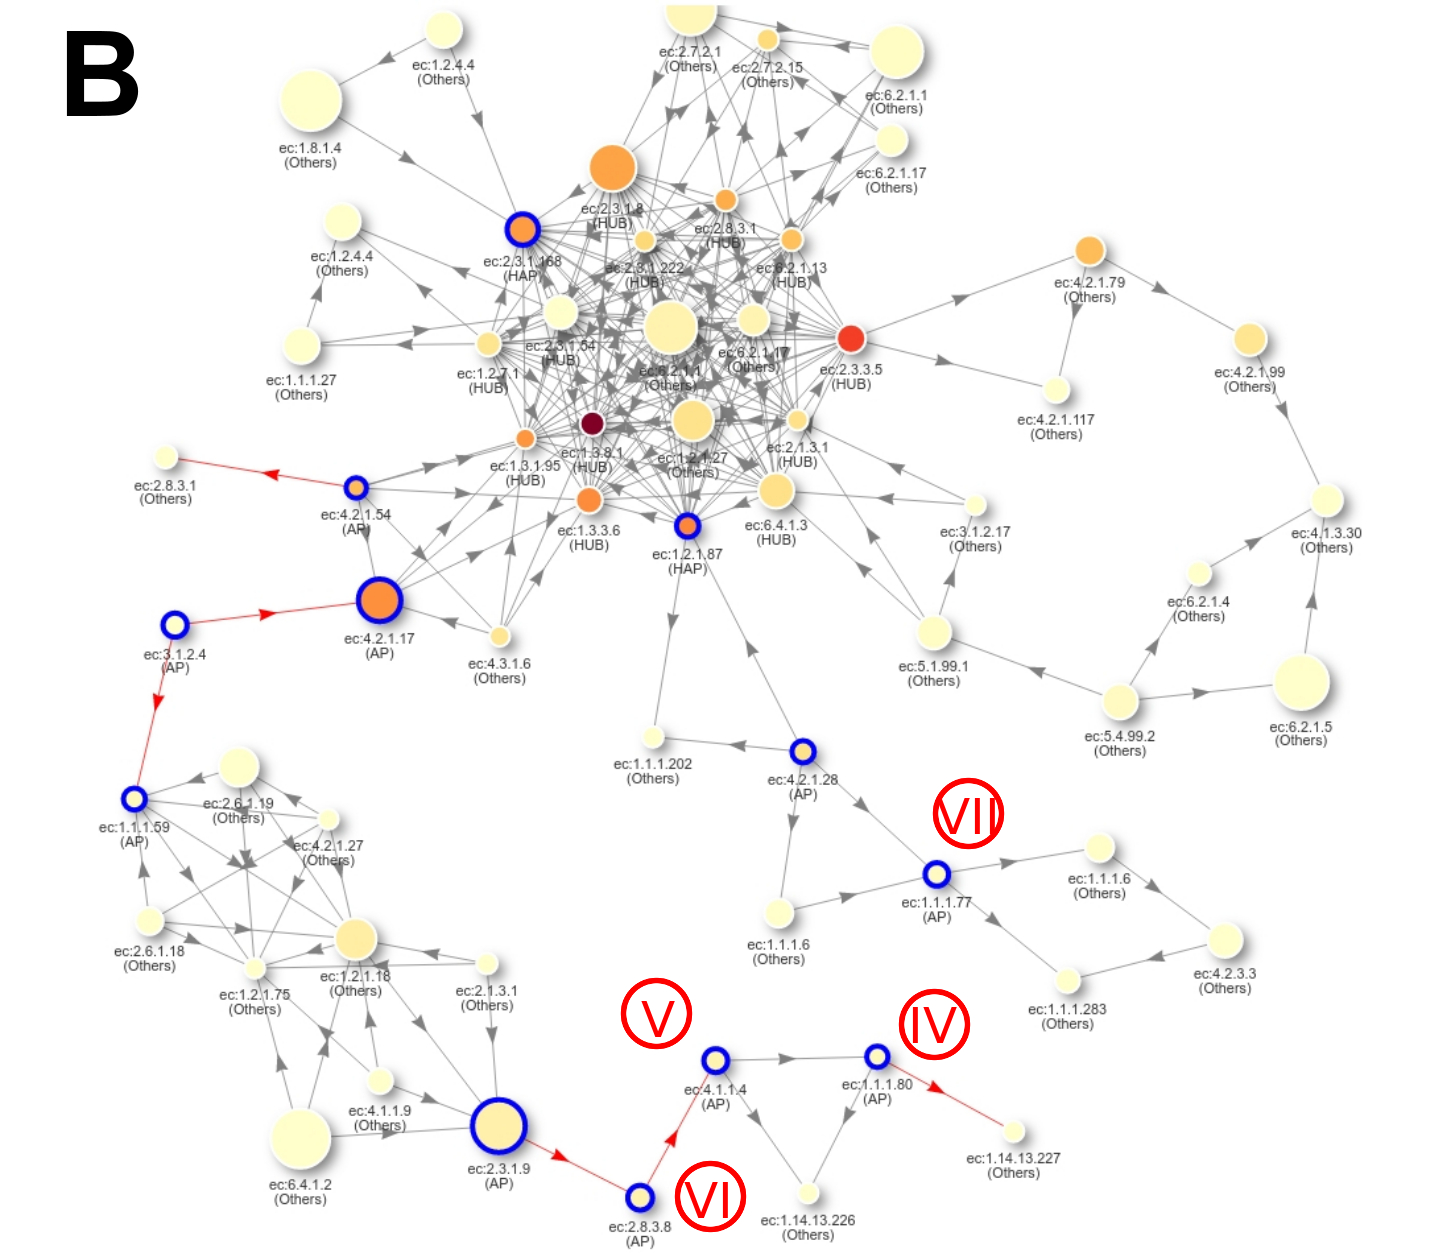 B
ec:1.2.4.4
(Others)
ec:2.7.2.1
(Others)
ec:2.7.2.15
(Others)
ec:6.2.1.1
(Others)
ec:1.8.1.4
(Others)
ec:6.2.1.17
(Others)
ec:2.3.1.8
(HUB)
ec:2.8.3.1
(HUB)
ec:1.2.4.4
(Others)
ec:2.3.1.168
(HAP)
ec:2.3.1.222
(HUB)
ec:6.2.1.13
(HUB)
ec:4.2.1.79
(Others)
ec:1.1.1.27
(Others)
ec:1.2.7.1
(HUB)
ec:2.3.1.54
(HUB)
ec:6.2.1.1
(Others)
ec:6.2.1.17
(Others)
ec:2.3.3.5
(HUB)
ec:4.2.1.99
(Others)
ec:4.2.1.117
(Others)
ec:2.8.3.1
(Others)
ec:1.3.1.95
(HUB)
ec:1.3.8.1
(HUB)
ec:1.2.1.27
(Others)
ec:2.1.3.1
(HUB)
ec:4.2.1.54
(AP)
ec:1.3.3.6
(HUB)
ec:1.2.1.87
(HAP)
ec:6.4.1.3
(HUB)
ec:3.1.2.17
(Others)
ec:4.1.3.30
(Others)
ec:6.2.1.4
(Others)
ec:3.1.2.4
(AP)
ec:4.2.1.17
(AP)
ec:4.3.1.6
(Others)
ec:5.1.99.1
(Others)
ec:5.4.99.2
(Others)
ec:6.2.1.5
(Others)
ec:1.1.1.202
(Others)
ec:4.2.1.28
(AP)
VII
ec:2.6.1.19
(Others)
ec:1.1.1.59
(AP)
ec:4.2.1.27
(Others)
ec:1.1.1.77
(AP)
ec:1.1.1.6
(Others)
ec:2.6.1.18
(Others)
ec:1.1.1.6
(Others)
ec:1.2.1.75
(Others)
ec:1.2.1.18
(Others)
ec:2.1.3.1
(Others)
ec:4.2.3.3
(Others)
ec:1.1.1.283
(Others)
V
IV
ec:4.1.1.9
(Others)
ec:4.1.1.4
(AP)
ec:1.1.1.80
(AP)
ec:6.4.1.2
(Others)
ec:2.3.1.9
(AP)
ec:1.14.13.227
(Others)
VI
ec:2.8.3.8
(AP)
ec:1.14.13.226
(Others)